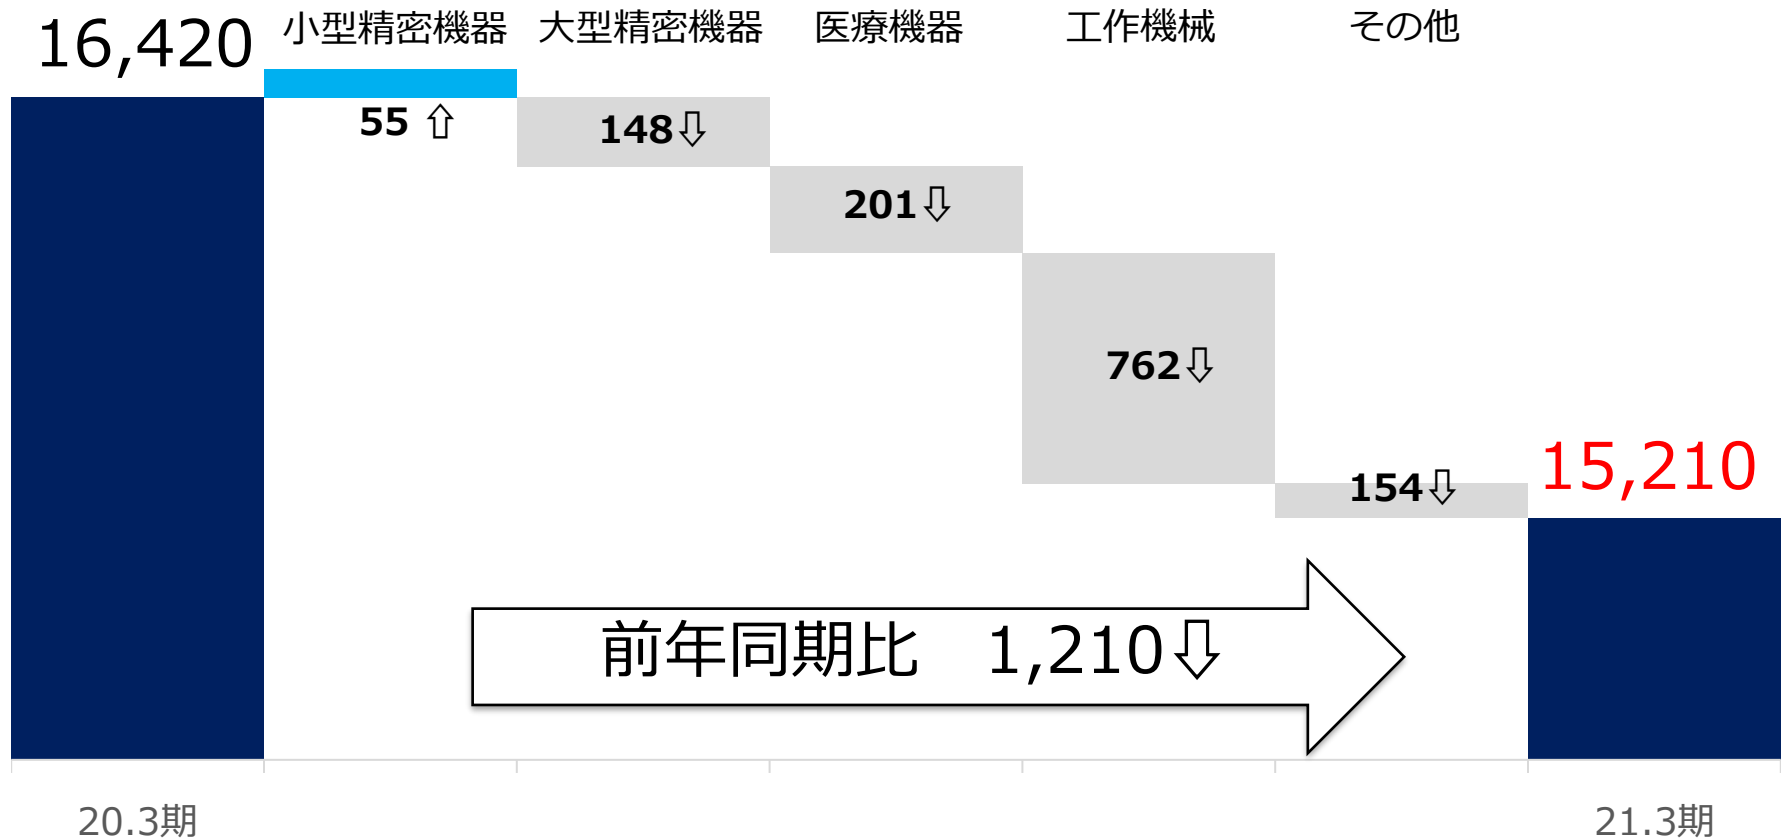 16,420
小型精密機器
大型精密機器
医療機器
工作機械
その他
55 ⇧
148⇩
201⇩
762⇩
154⇩
15,210
前年同期比　1,210⇩
20.3期
21.3期